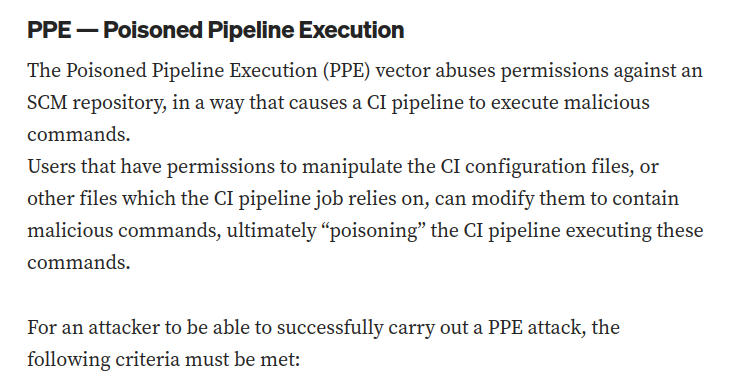 PPE — Poisoned Pipeline Execution
The Poisoned Pipeline Execution (PPE) vector abuses permissions against an
SCM repository, in a way that causes a CI pipeline to execute malicious
commands.
Users that have permissions to manipulate the CI configuration files, or
other files which the CI pipeline job relies on, can modify them to contain
malicious commands, ultimately “poisoning” the CI pipeline executing these
commands.
For an attacker to be able to successfully carry out a PPE attack, the
following criteria must be met: